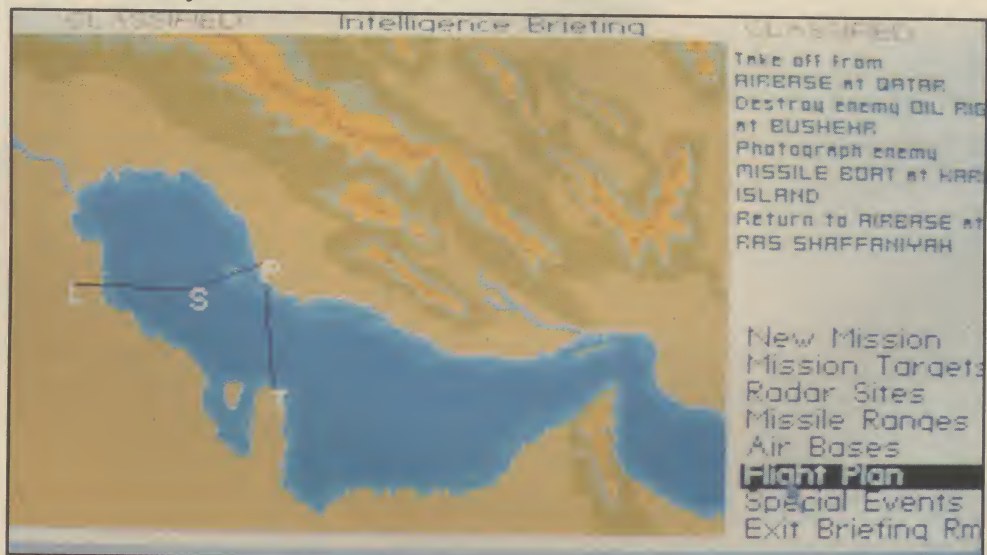 CLASSIFIED Intelligence Briefing CLASSIFIED
Take off from
AIRBASE at QATAR
Destroy enemy OIL RIG
at BUSHEHR
Photograph enemy
MISSILE BOAT at
ISLAND
Return to AIRBASE at
RAS SHAFFANIYAH
P
L
S
T
New Mission
Mission Targets
Radar Sites
Missile Ranges
Air Bases
Flight Plan
Special Events
Exit Briefing Rm